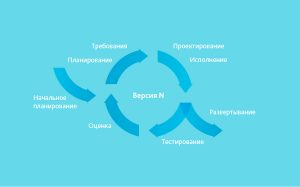 Требования
Проектирование
Планирование
Исполнение
Начальное
планирование
Версия N
Развертывание
Оценка
Тестирование